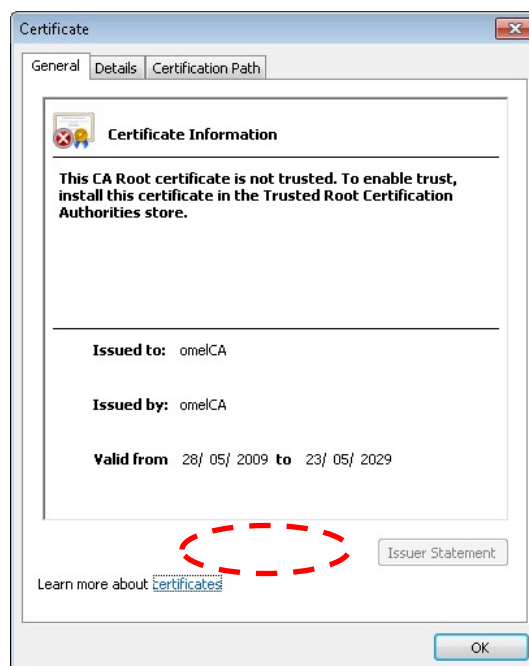 Certificate
General Details Certification Path
Certificate Information
This CA Root certificate is not trusted. To enable trust,
install this certificate in the Trusted Root Certification
Authorities store.
Issued to: omelCA
Issued by: omelCA
Valid from 28/ 05/ 2009 to 23/ 05/ 2029
Issuer Statement
Learn more about certificates
OK